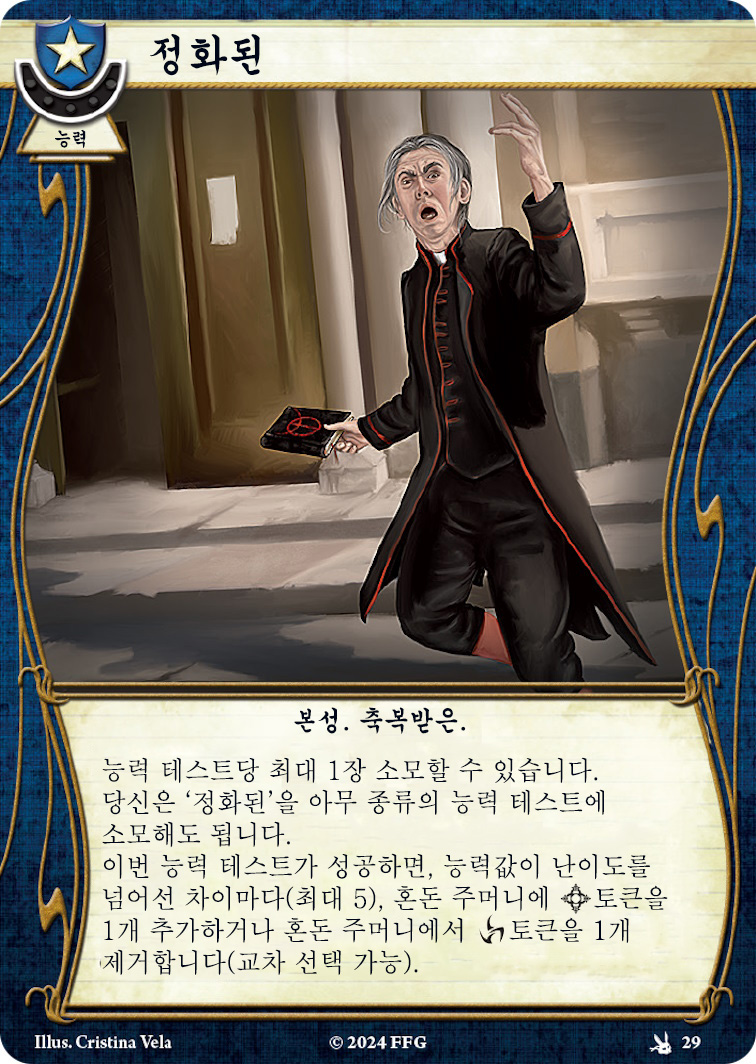 정화된
능력
본성. 축복받은.
능력 테스트당 최대 1장 소모할 수 있습니다.
당신은 ‘정화된’을 아무 종류의 능력 테스트에
소모해도 됩니다.
이번 능력 테스트가 성공하면, 능력값이 난이도를
넘어선 차이마다(최대 5), 혼돈 주머니에 토큰을
1개 추가하거나 혼돈 주머니에서 토큰을 1개
제거합니다(교차 선택 가능).
Illus. Cristina Vela
© 2024 FFG
29